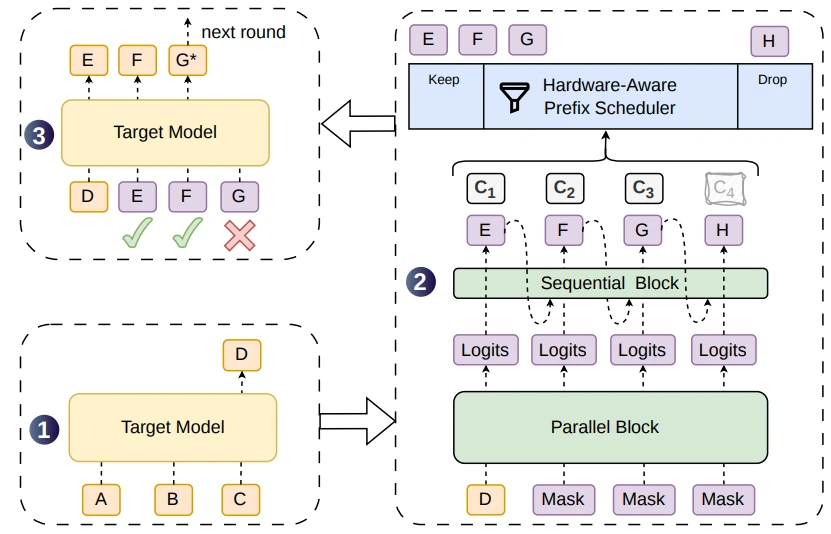 E F G* next round
Target Model
3
D E F G
D
Target Model
1
A B C
E F G H
Keep
Hardware-Aware
Prefix Scheduler
Drop
C1 C2 C3 C4
E F G H
2
Sequential Block
Logits Logits Logits Logits
Parallel Block
D Mask Mask Mask